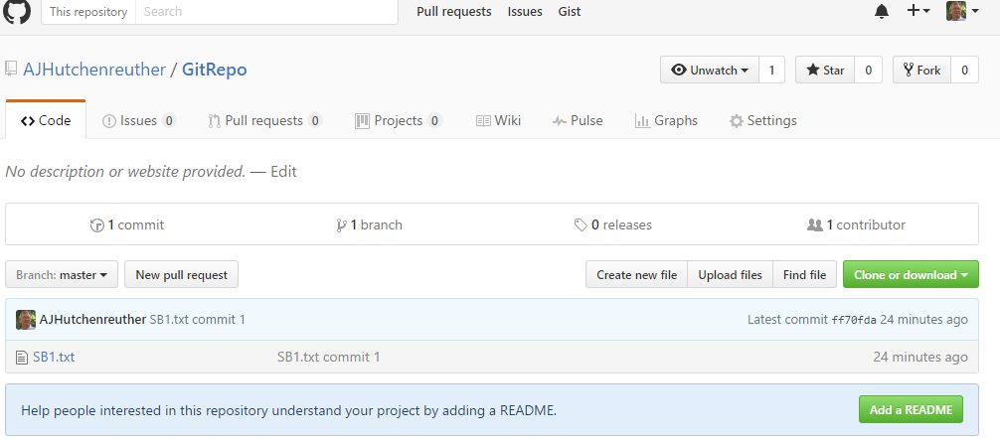 This repository Search Pull requests Issues Gist
AJHutchenreuther / GitRepo Unwatch 1 Star 0 Fork 0
Code Issues 0 Pull requests 0 Projects 0 Wiki Pulse Graphs Settings
No description or website provided. — Edit
1 commit 1 branch 0 releases 1 contributor
Branch: master New pull request Create new file Upload files Find file Clone or download
AJHutchenreuther SB1.txt commit 1 Latest commit ff70fda 24 minutes ago
SB1.txt SB1.txt commit 1 24 minutes ago
Help people interested in this repository understand your project by adding a README. Add a README